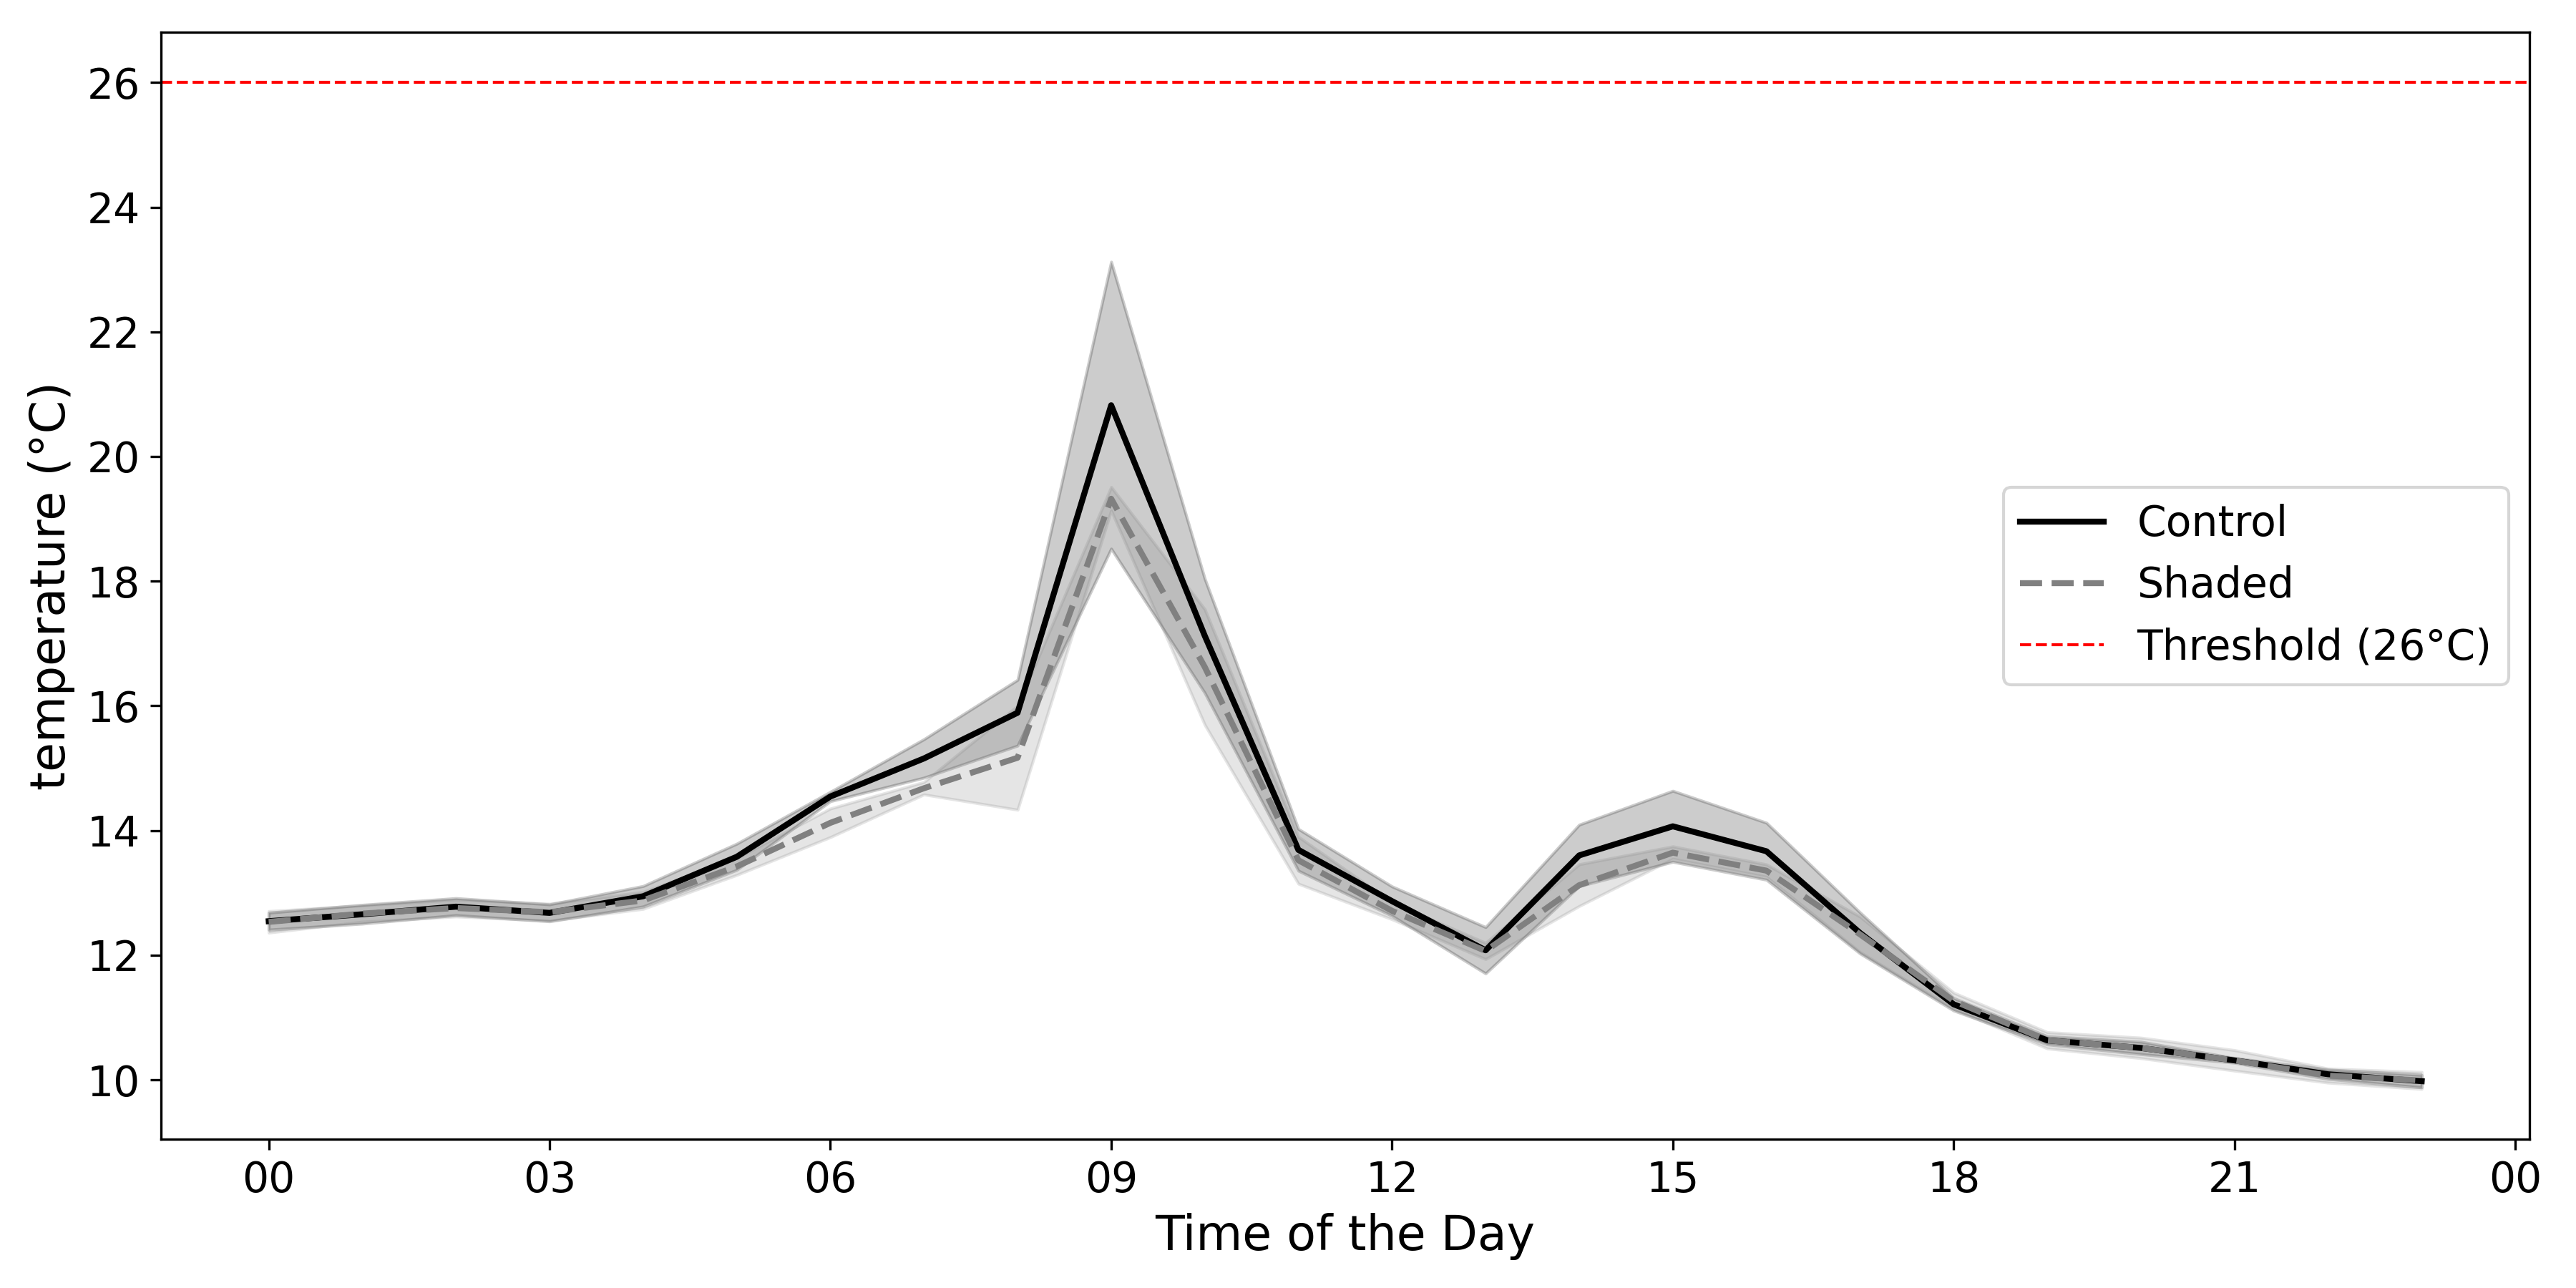 26
24
22
20
18
16
14
12
10
temperature (°C)
Control
Shaded
Threshold (26°C)
00 03 06 09 12 15 18 21 00
Time of the Day